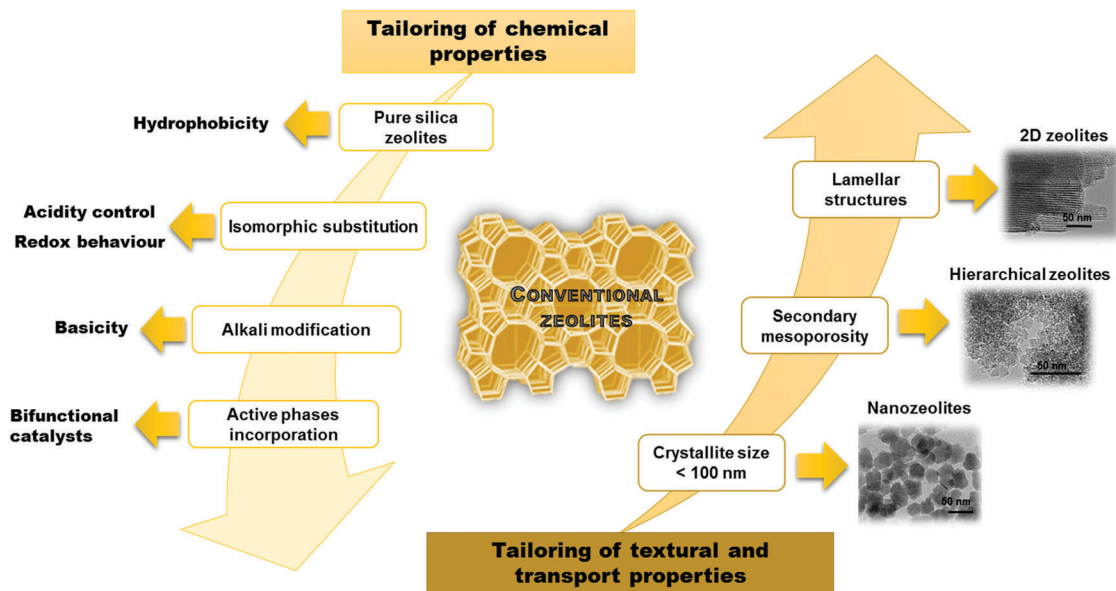 Tailoring of chemical
properties
Hydrophobicity
Pure silica
zeolites
Acidity control
Redox behaviour
Isomorphic substitution
Basicity
Alkali modification
Bifunctional
catalysts
Active phases
incorporation
CONVENTIONAL
ZEOLITES
2D zeolites
Lamellar
structures
50 nm
Hierarchical zeolites
Secondary
mesoporosity
50 nm
Nanozeolites
Crystallite size
< 100 nm
50 nm
Tailoring of textural and
transport properties